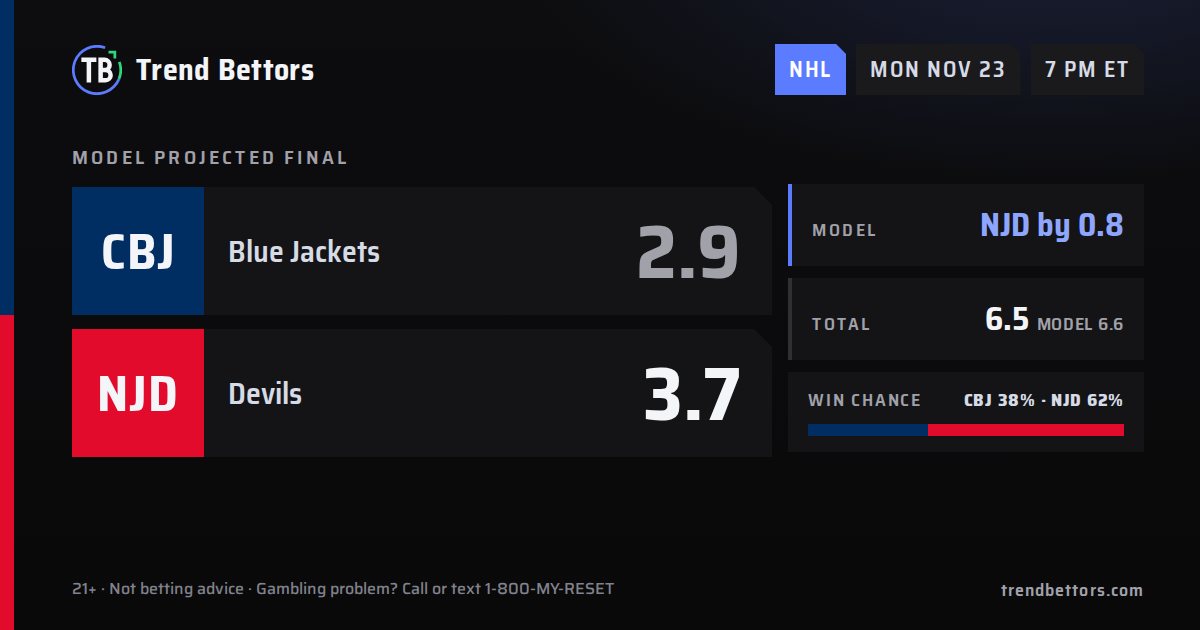 TB Trend Bettors
NHL MON NOV 23 7 PM ET
MODEL PROJECTED FINAL
CBJ Blue Jackets 2.9
NJD Devils 3.7
MODEL NJD by 0.8
TOTAL 6.5 MODEL 6.6
WIN CHANCE CBJ 38% · NJD 62%
21+ · Not betting advice · Gambling problem? Call or text 1-800-MY-RESET
trendbettors.com